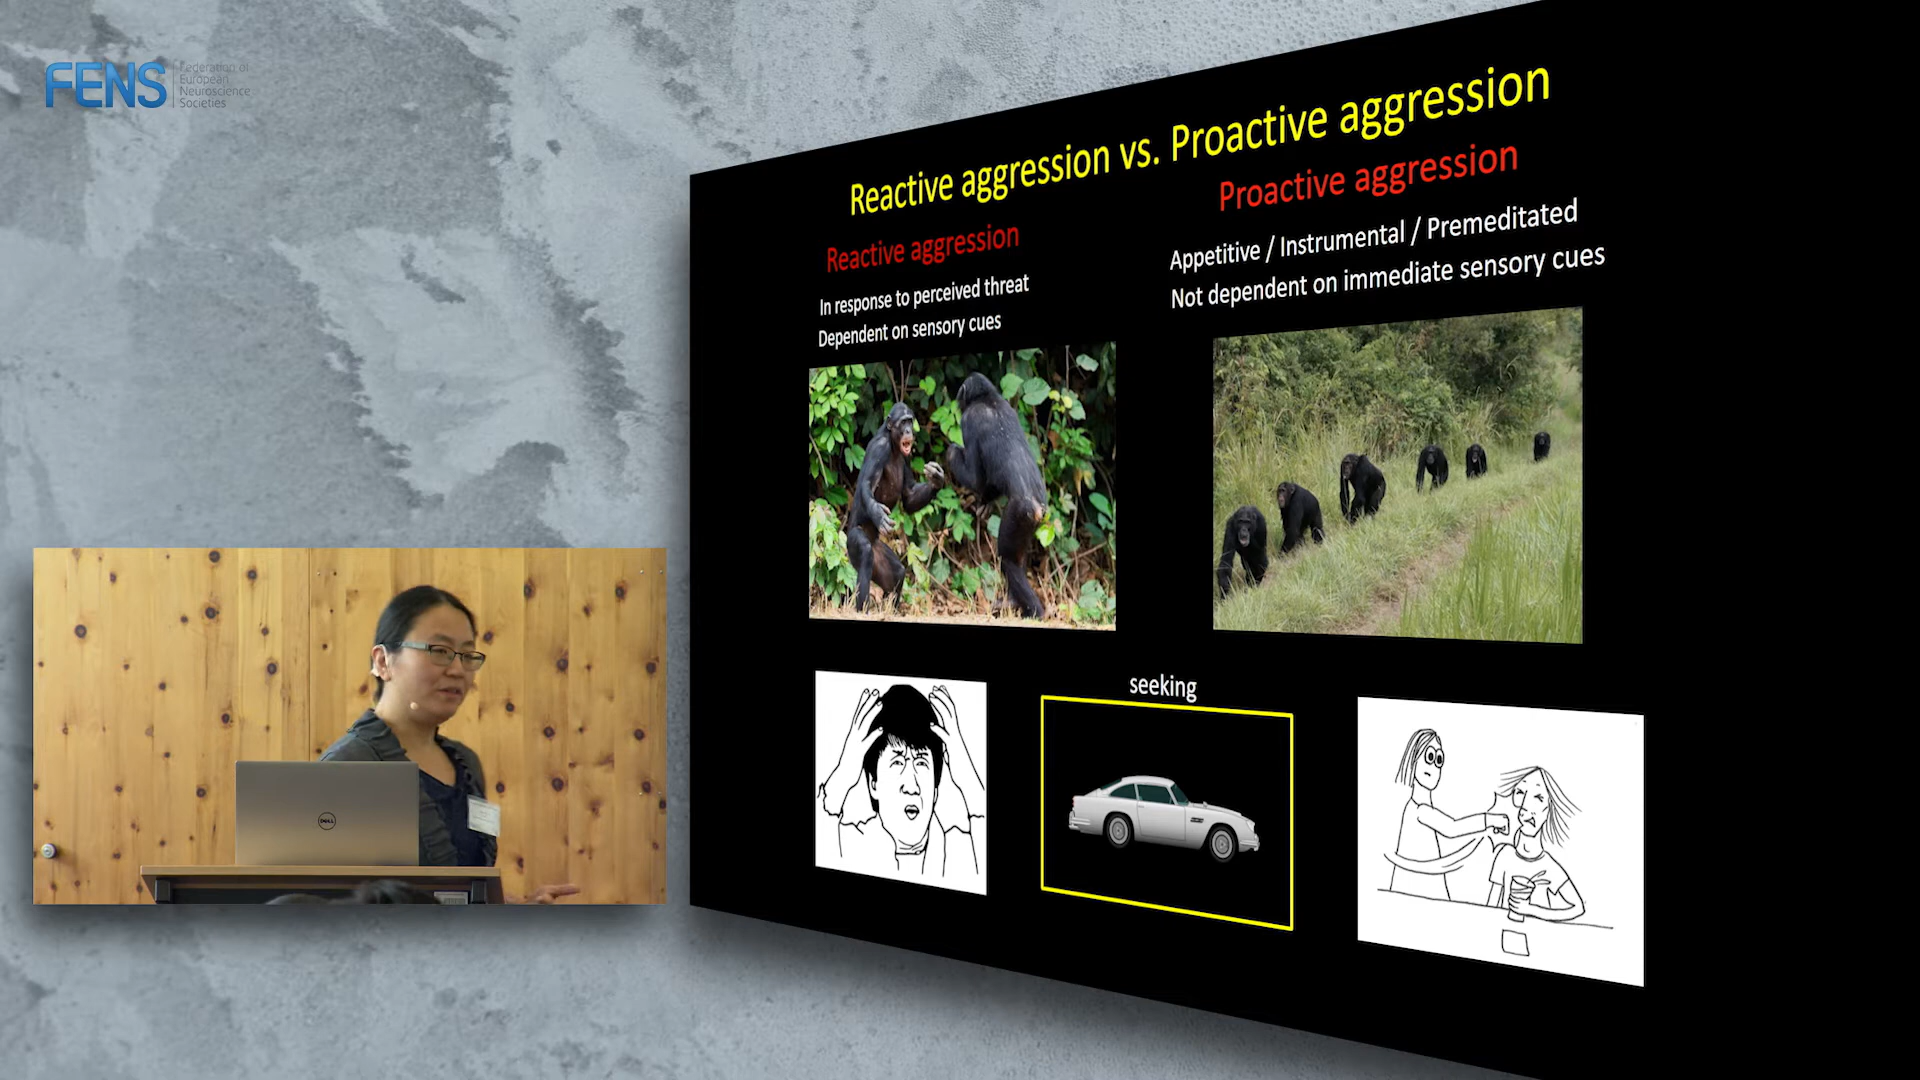 FENS
Federation of
European
Neuroscience
Societies
Reactive aggression vs. Proactive aggression
Reactive aggression
In response to perceived threat
Dependent on sensory cues
Proactive aggression
Appetitive / Instrumental / Premeditated
Not dependent on immediate sensory cues
seeking
DELL